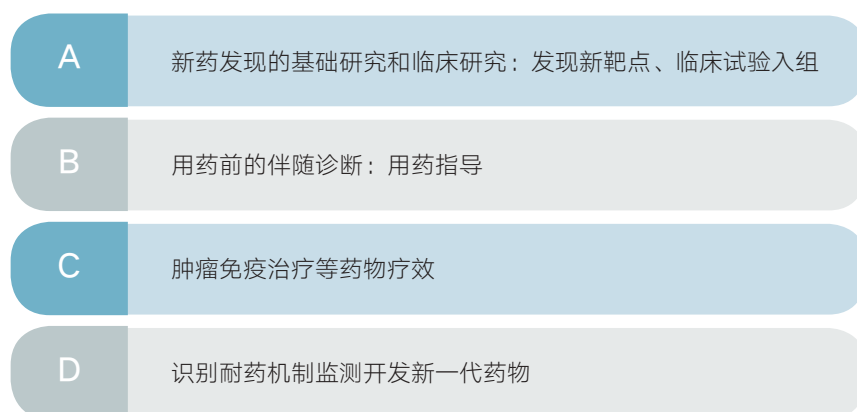 A
新药发现的基础研究和临床研究：发现新靶点、临床试验入组
B
用药前的伴随诊断：用药指导
C
肿瘤免疫治疗等药物疗效
D
识别耐药机制监测开发新一代药物